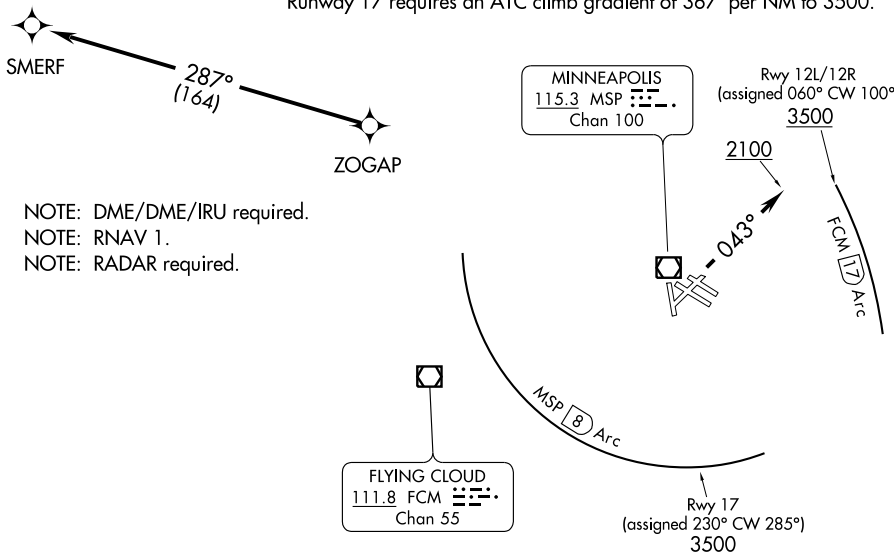 Runway 17 requires an ATC climb gradient of 387' per NM to 3500.
SMERF
287°
(164)
ZOGAP
MINNEAPOLIS
115.3 MSP
Chan 100
Rwy 12L/12R
(assigned 060° CW 100°
3500
2100
043°
FCM 17 Arc
NOTE: DME/DME/IRU required.
NOTE: RNAV 1.
NOTE: RADAR required.
MSP 8 Arc
FLYING CLOUD
111.8 FCM
Chan 55
Rwy 17
(assigned 230° CW 285°)
3500